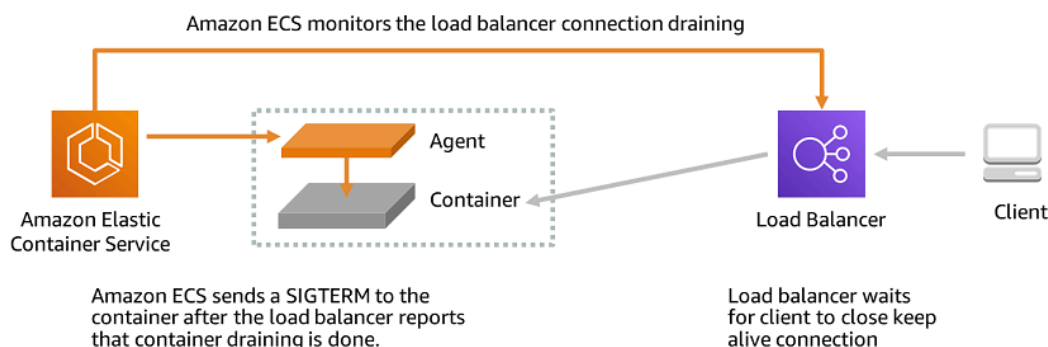 Amazon ECS monitors the load balancer connection draining
Agent
Container
Amazon Elastic
Container Service
Load Balancer
Client
Amazon ECS sends a SIGTERM to the
container after the load balancer reports
that container draining is done.
Load balancer waits
for client to close keep
alive connection